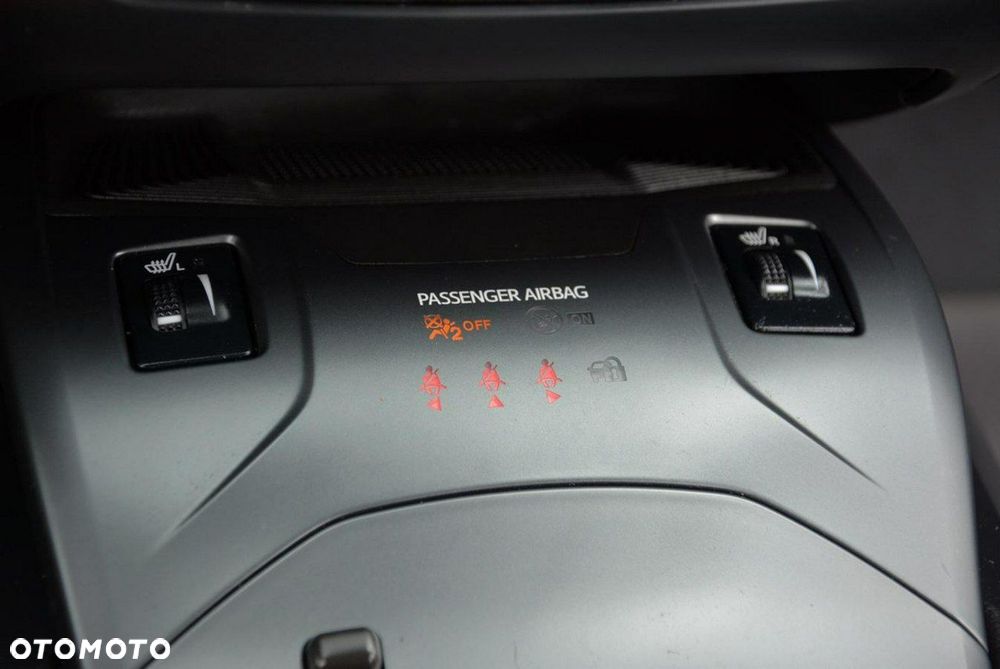 L
R
PASSENGER AIRBAG
2 OFF ON
OTOMOTO